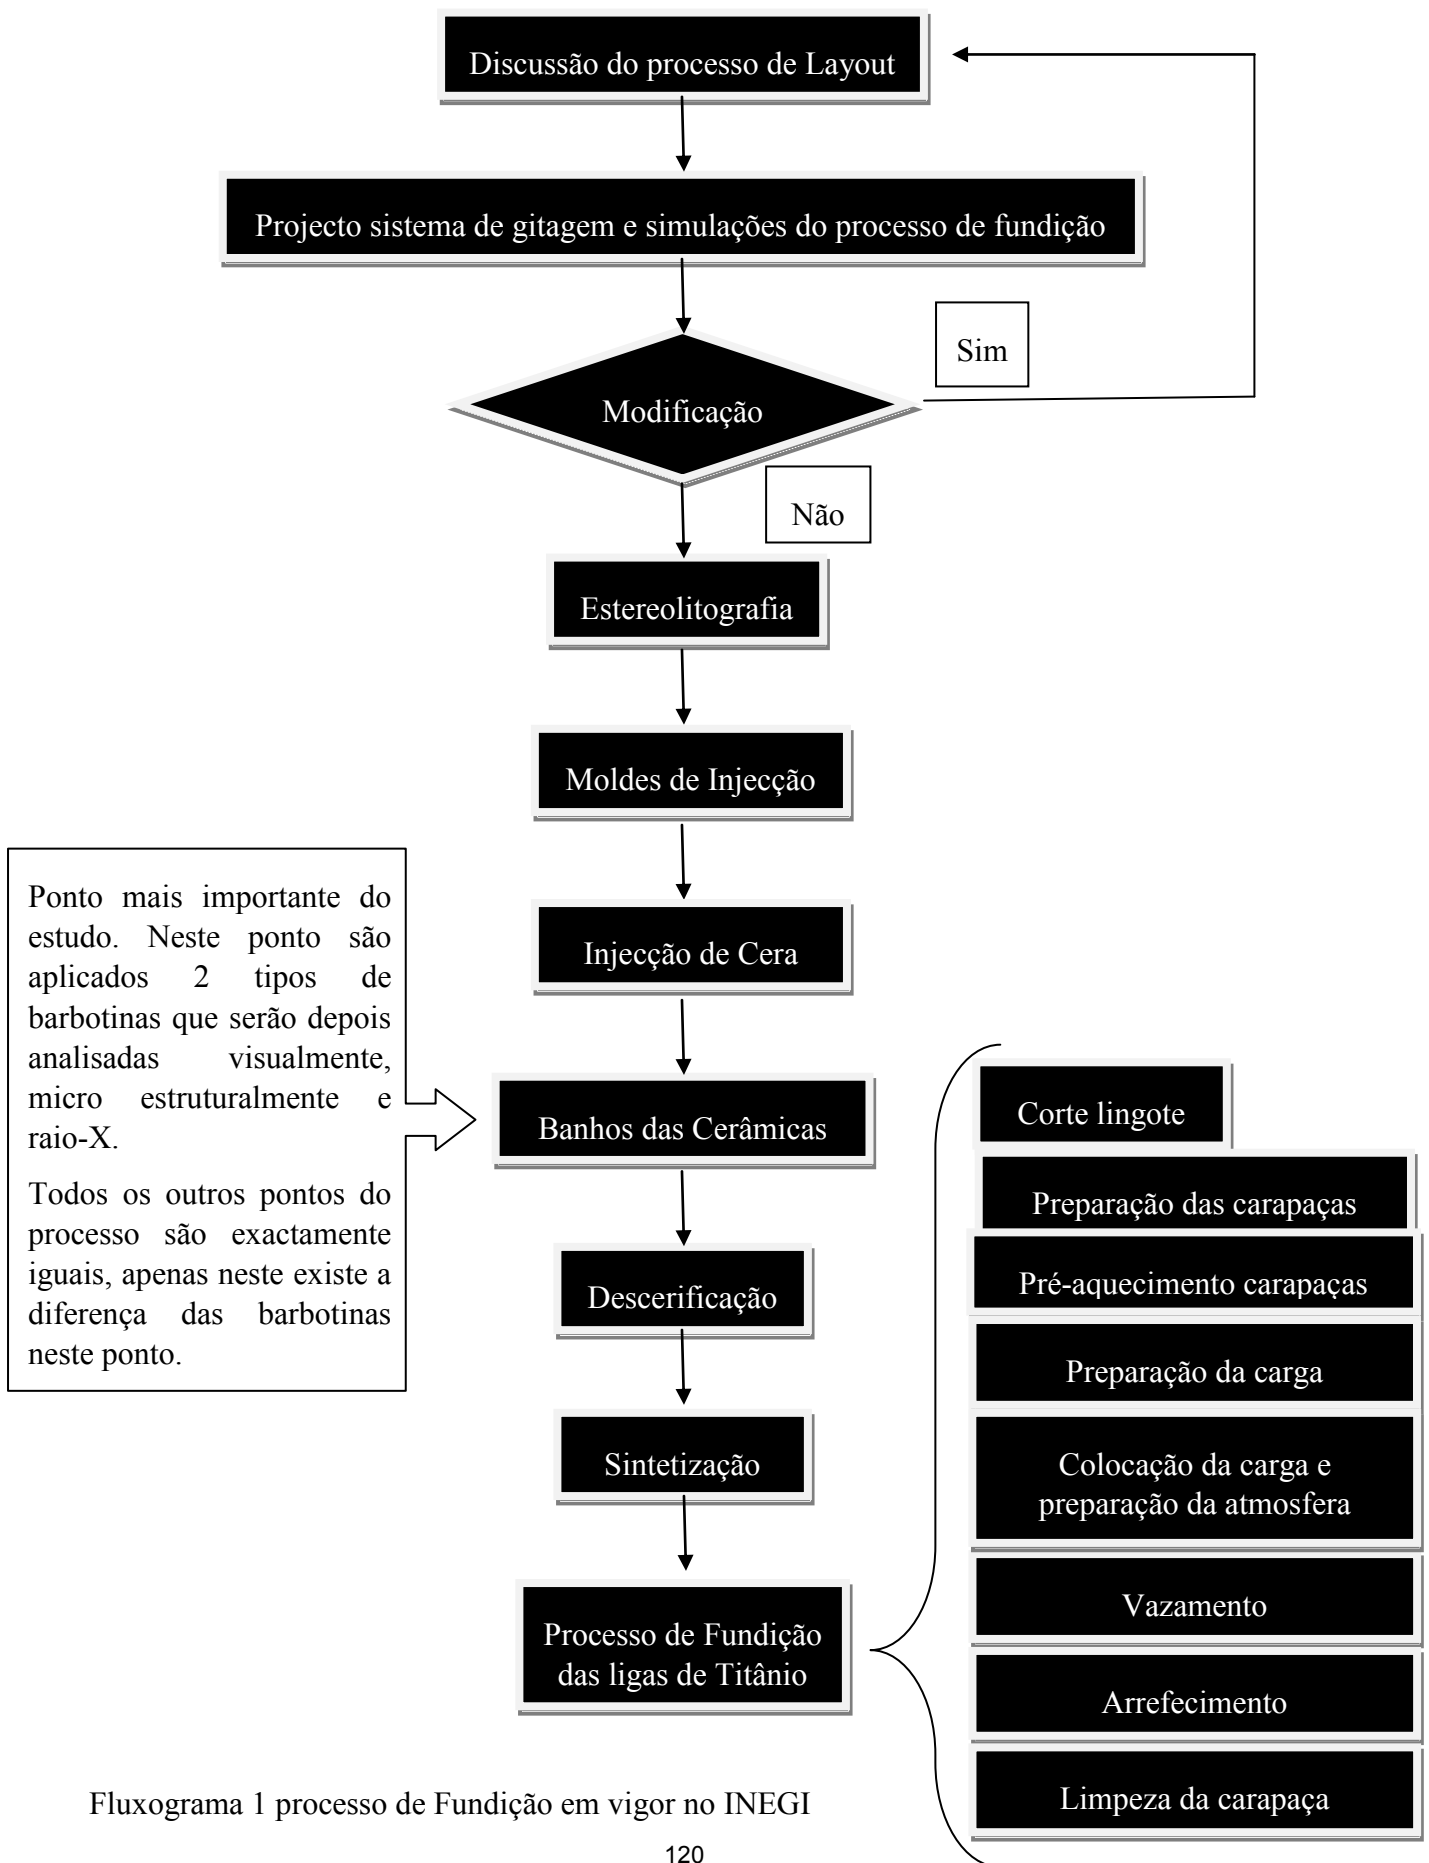 Discussão do processo de Layout
Projecto sistema de gitagem e simulações do processo de fundição
Sim
Modificação
Não
Estereolitografia
Moldes de Injecção
Ponto mais importante do
estudo. Neste ponto são
aplicados 2 tipos de
barbotinas que serão depois
analisadas visualmente,
micro estruturalmente e
raio-X.
Todos os outros pontos do
processo são exactamente
iguais, apenas neste existe a
diferença das barbotinas
neste ponto.
Injecção de Cera
Banhos das Cerâmicas
Descerificação
Sintetização
Processo de Fundição
das ligas de Titânio
Corte lingote
Preparação das carapaças
Pré-aquecimento carapaças
Preparação da carga
Colocação da carga e
preparação da atmosfera
Vazamento
Arrefecimento
Limpeza da carapaça
Fluxograma 1 processo de Fundição em vigor no INEGI
120